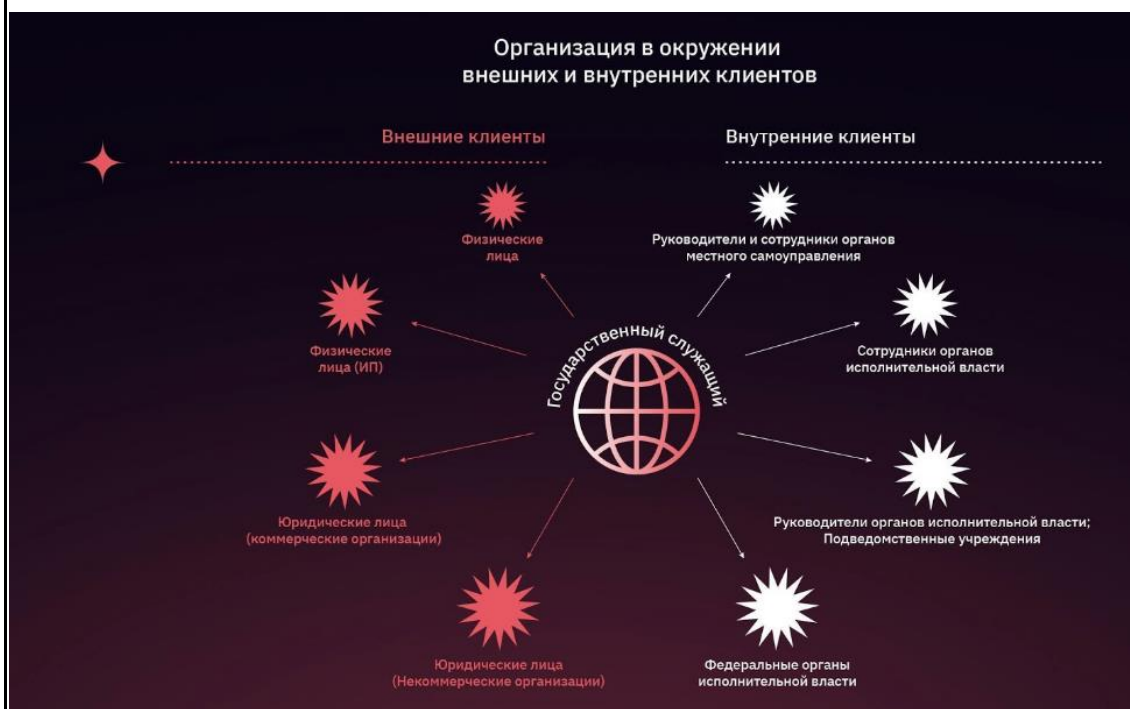 Организация в окружении
внешних и внутренних клиентов
Внешние клиенты
Внутренние клиенты
Физические
лица
Руководители и сотрудники органов
местного самоуправления
Физические
лица (ИП)
Государственный служащий
Сотрудники органов
исполнительной власти
Юридические лица
(коммерческие организации)
Руководители органов исполнительной власти;
Подведомственные учреждения
Юридические лица
(Некоммерческие организации)
Федеральные органы
исполнительной власти